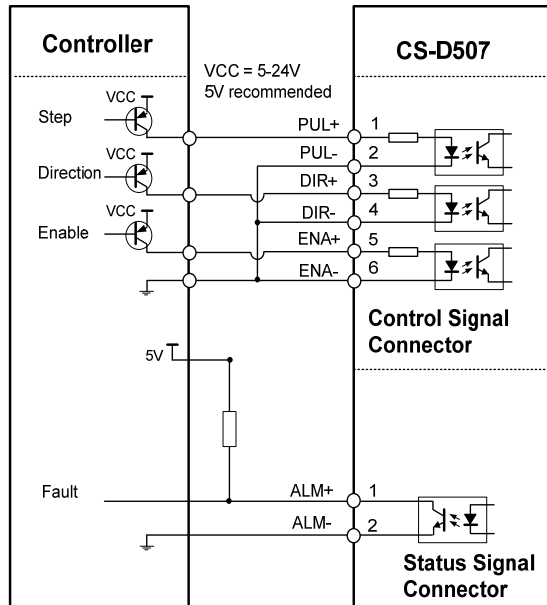 Controller
CS-D507
VCC = 5-24V
5V recommended
VCC
Step
PUL+
1
PUL-
2
VCC
Direction
DIR+
3
DIR-
4
VCC
Enable
ENA+
5
ENA-
6
Control Signal
Connector
5V
Fault
ALM+
1
ALM-
2
Status Signal
Connector